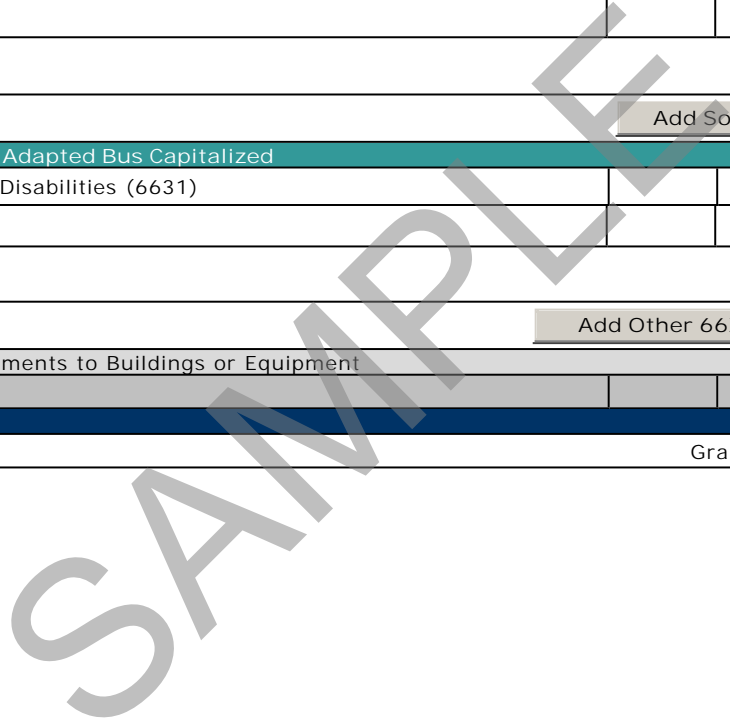 Add So
Adapted Bus Capitalized
Disabilities (6631)
Add Other 66
ments to Buildings or Equipment
Gra
SAMPLE